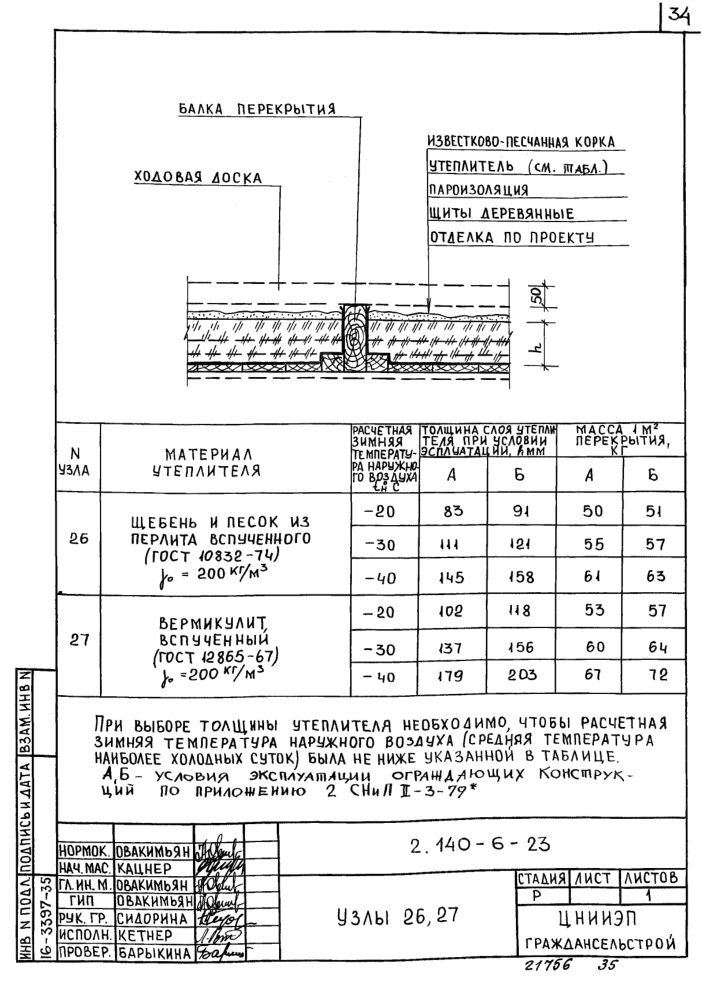 34
БАЛКА ПЕРЕКРЫТИЯ
ХОДОВАЯ ДОСКА
ИЗВЕСТКОВО-ПЕСЧАННАЯ КОРКА
УТЕПЛИТЕЛЬ (СМ. ТАБЛ.)
ПАРОИЗОЛЯЦИЯ
ЩИТЫ ДЕРЕВЯННЫЕ
ОТДЕЛКА ПО ПРОЕКТУ
50
h
N УЗЛА
МАТЕРИАЛ
УТЕПЛИТЕЛЯ
РАСЧЕТНАЯ
ЗИМНЯЯ
ТЕМПЕРАТУ-
РА НАРУЖНО-
ГО ВОЗДУХА
tн°С
ТОЛЩИНА СЛОЯ УТЕПЛИ
ТЕЛЯ ПРИ УСЛОВИИ
ЭСПЛУАТАЦИИ, h ММ
МАССА 1 М²
ПЕРЕКРЫТИЯ,
КГ
А Б А Б
26
ЩЕБЕНЬ И ПЕСОК ИЗ
ПЕРЛИТА ВСПУЧЕННОГО
(ГОСТ 10832-74)
γ₀ = 200 КГ/М³
-20 83 91 50 51
-30 111 121 55 57
-40 145 158 61 63
27
ВЕРМИКУЛИТ,
ВСПУЧЕННЫЙ
(ГОСТ 12865-67)
γ₀ =200 КГ/М³
-20 102 118 53 57
-30 137 156 60 64
-40 179 203 67 72
ПРИ ВЫБОРЕ ТОЛЩИНЫ УТЕПЛИТЕЛЯ НЕОБХОДИМО, ЧТОБЫ РАСЧЕТНАЯ
ЗИМНЯЯ ТЕМПЕРАТУРА НАРУЖНОГО ВОЗДУХА (СРЕДНЯЯ ТЕМПЕРАТУРА
НАИБОЛЕЕ ХОЛОДНЫХ СУТОК) БЫЛА НЕ НИЖЕ УКАЗАННОЙ В ТАБЛИЦЕ.
А,Б - УСЛОВИЯ ЭКСПЛУАТАЦИИ ОГРАЖДАЮЩИХ КОНСТРУК-
ЦИЙ ПО ПРИЛОЖЕНИЮ 2 СНиП II-3-79*
ИНВ N ПОДЛ ПОДПИСЬ И ДАТА ВЗАМ. ИНВ N
16-3397-35
НОРМОК. ОВАКИМЬЯН
НАЧ. МАС. КАЦНЕР
ГЛ. ИН. М. ОВАКИМЬЯН
ГИП ОВАКИМЬЯН
РУК. ГР. СИДОРИНА
ИСПОЛН. КЕТНЕР
ПРОВЕР. БАРЫКИНА
2.140-6-23
УЗЛЫ 26,27
СТАДИЯ ЛИСТ ЛИСТОВ
Р 1
ЦНИИЭП
ГРАЖДАНСЕЛЬСТРОЙ
21756 35